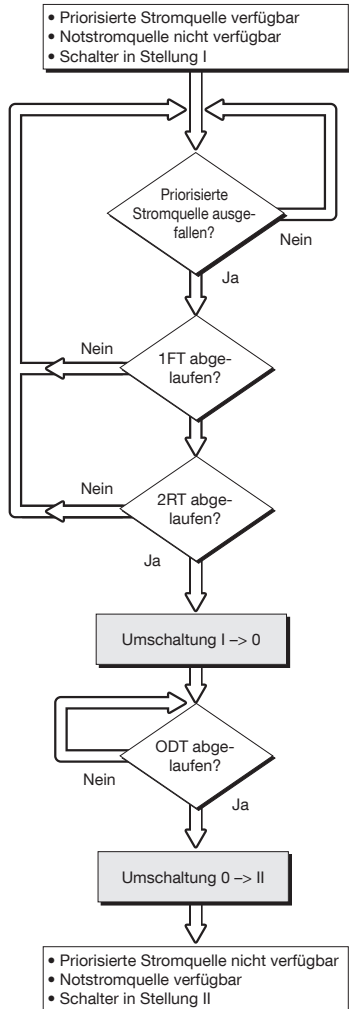 • Priorisierte Stromquelle verfügbar
• Notstromquelle nicht verfügbar
• Schalter in Stellung I
Priorisierte
Stromquelle ausge-
fallen?
Nein
Ja
Nein
1FT abge-
laufen?
Nein
2RT abge-
laufen?
Ja
Umschaltung I –> 0
ODT abge-
laufen?
Nein
Ja
Umschaltung 0 –> II
• Priorisierte Stromquelle nicht verfügbar
• Notstromquelle verfügbar
• Schalter in Stellung II